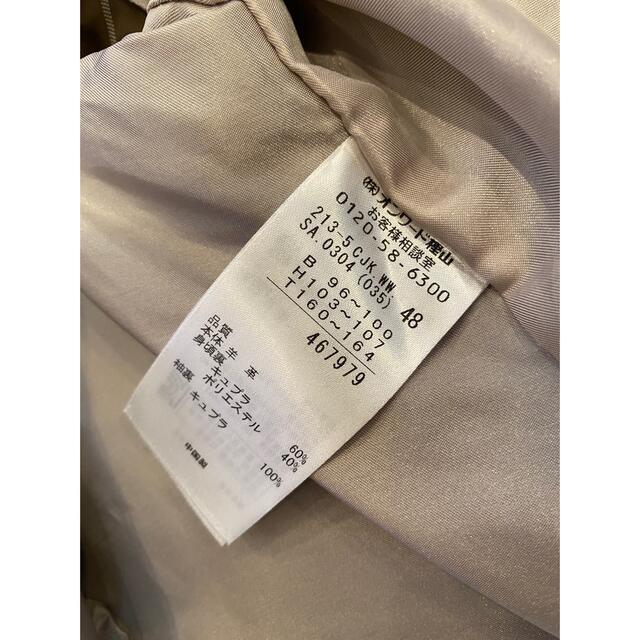 (株)オンワード樫山
お客様相談室
0120-58-6300
213-5CJK.WW
SA.0304 (035) 48
B 96~100
H103~107
T160~164
467979
品質
本体 羊革
身頃裏 キュプラ 60%
ポリエステル 40%
袖裏 キュプラ 100%
中国製